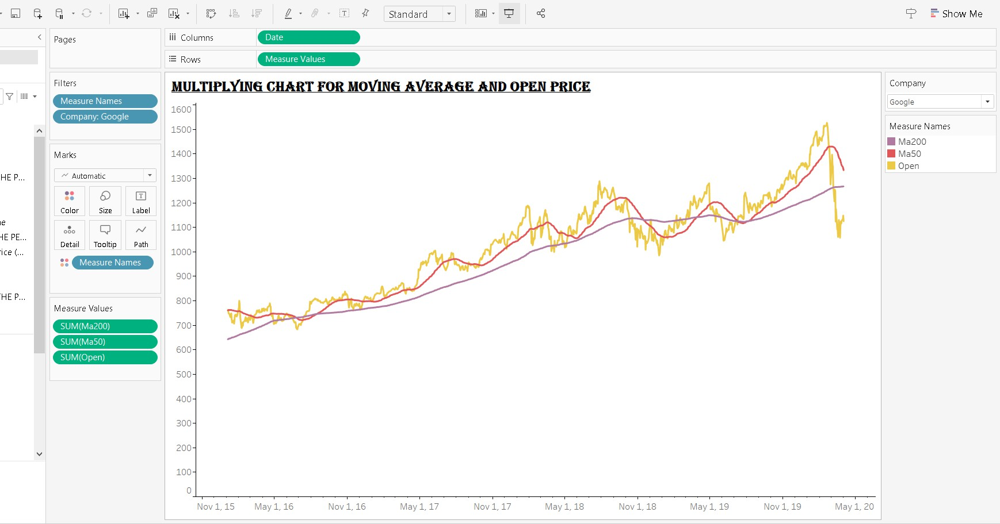 Standard
Show Me
Pages
Columns
Date
Rows
Measure Values
Filters
Measure Names
Company: Google
Marks
Automatic
Color
Size
Label
Detail
Tooltip
Path
Measure Names
Measure Values
SUM(Ma200)
SUM(Ma50)
SUM(Open)
HE P...
HE PE...
rice (...
THE P...
MULTIPLYING CHART FOR MOVING AVERAGE AND OPEN PRICE
1600
1500
1400
1300
1200
1100
1000
900
800
700
600
500
400
300
200
100
0
Nov 1, 15 May 1, 16 Nov 1, 16 May 1, 17 Nov 1, 17 May 1, 18 Nov 1, 18 May 1, 19 Nov 1, 19 May 1, 20
Company
Google
Measure Names
Ma200
Ma50
Open